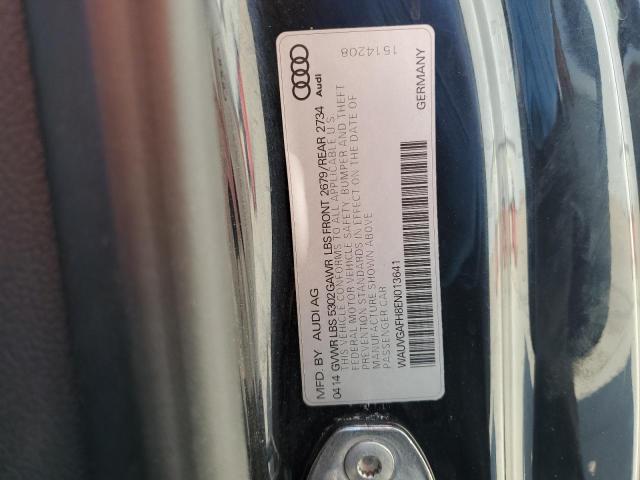 1514208
Audi
MFD. BY AUDI AG
0414 GVWR LBS 5302 GAWR LBS FRONT 2679/REAR 2734
THIS VEHICLE CONFORMS TO ALL APPLICABLE U.S.
FEDERAL MOTOR VEHICLE SAFETY, BUMPER AND THEFT
PREVENTION STANDARDS IN EFFECT ON THE DATE OF
MANUFACTURE SHOWN ABOVE
PASSENGER CAR
WAUVGAFH8EN013641
GERMANY